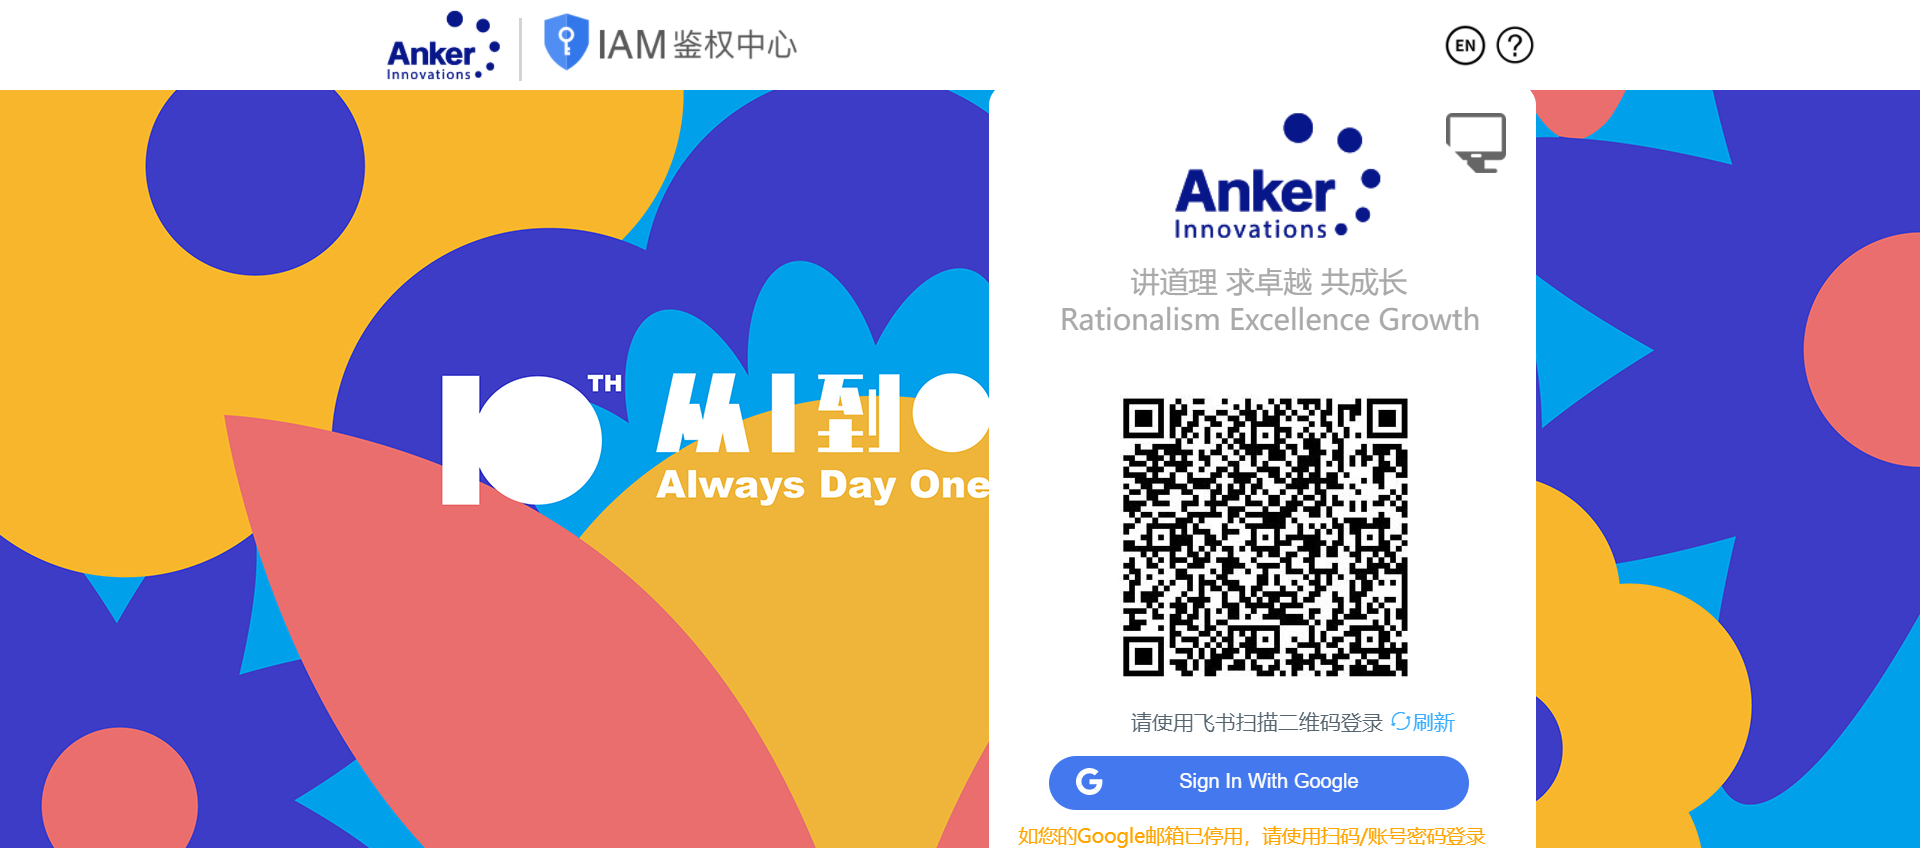 Anker
Innovations
IAM 鉴权中心
EN
?
Anker
Innovations
讲道理 求卓越 共成长
Rationalism Excellence Growth
10TH
从1到0
Always Day One
请使用飞书扫描二维码登录 刷新
G Sign In With Google
如您的Google邮箱已停用，请使用扫码/账号密码登录